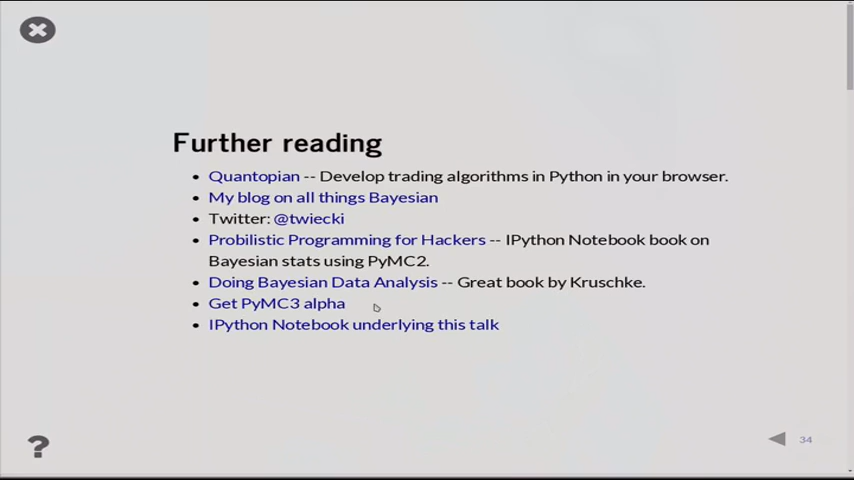 Further reading
Quantopian -- Develop trading algorithms in Python in your browser.
My blog on all things Bayesian
Twitter: @twiecki
Probilistic Programming for Hackers -- IPython Notebook book on
Bayesian stats using PyMC2.
Doing Bayesian Data Analysis -- Great book by Kruschke.
Get PyMC3 alpha
IPython Notebook underlying this talk
?
34